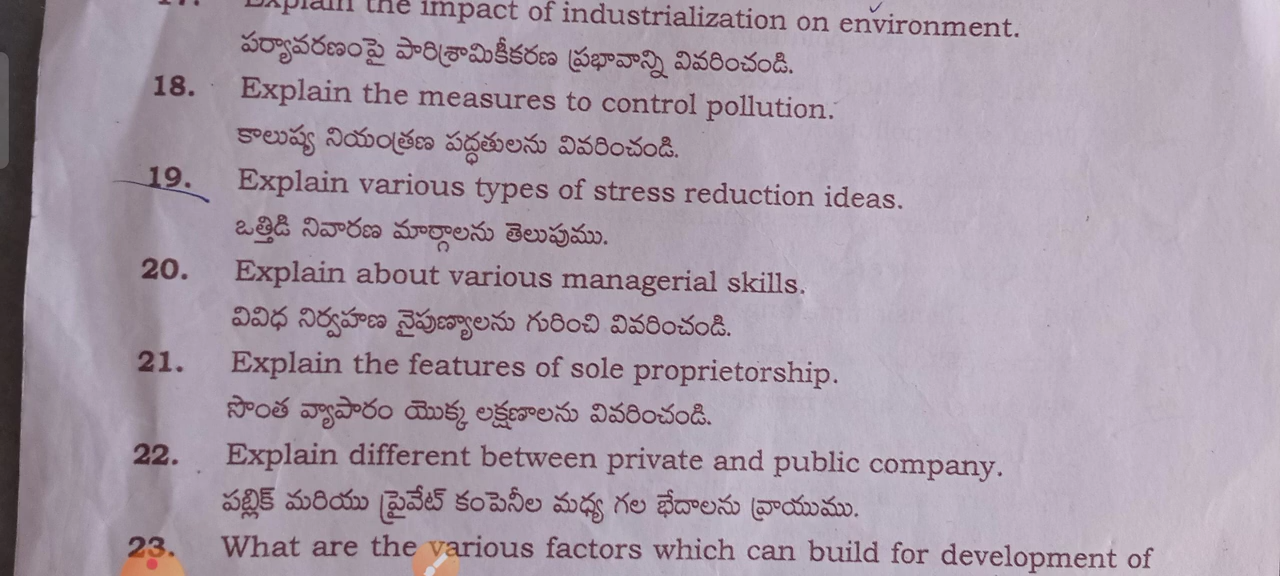 17. Explain the impact of industrialization on environment.
పర్యావరణంపై పారిశ్రామికీకరణ ప్రభావాన్ని వివరించండి.
18. Explain the measures to control pollution.
కాలుష్య నియంత్రణ పద్ధతులను వివరించండి.
19. Explain various types of stress reduction ideas.
ఒత్తిడి నివారణ మార్గాలను తెలుపుము.
20. Explain about various managerial skills.
వివిధ నిర్వహణ నైపుణ్యాలను గురించి వివరించండి.
21. Explain the features of sole proprietorship.
సొంత వ్యాపారం యొక్క లక్షణాలను వివరించండి.
22. Explain different between private and public company.
పబ్లిక్ మరియు ప్రైవేట్ కంపెనీల మధ్య గల భేదాలను వ్రాయుము.
23. What are the various factors which can build for development of